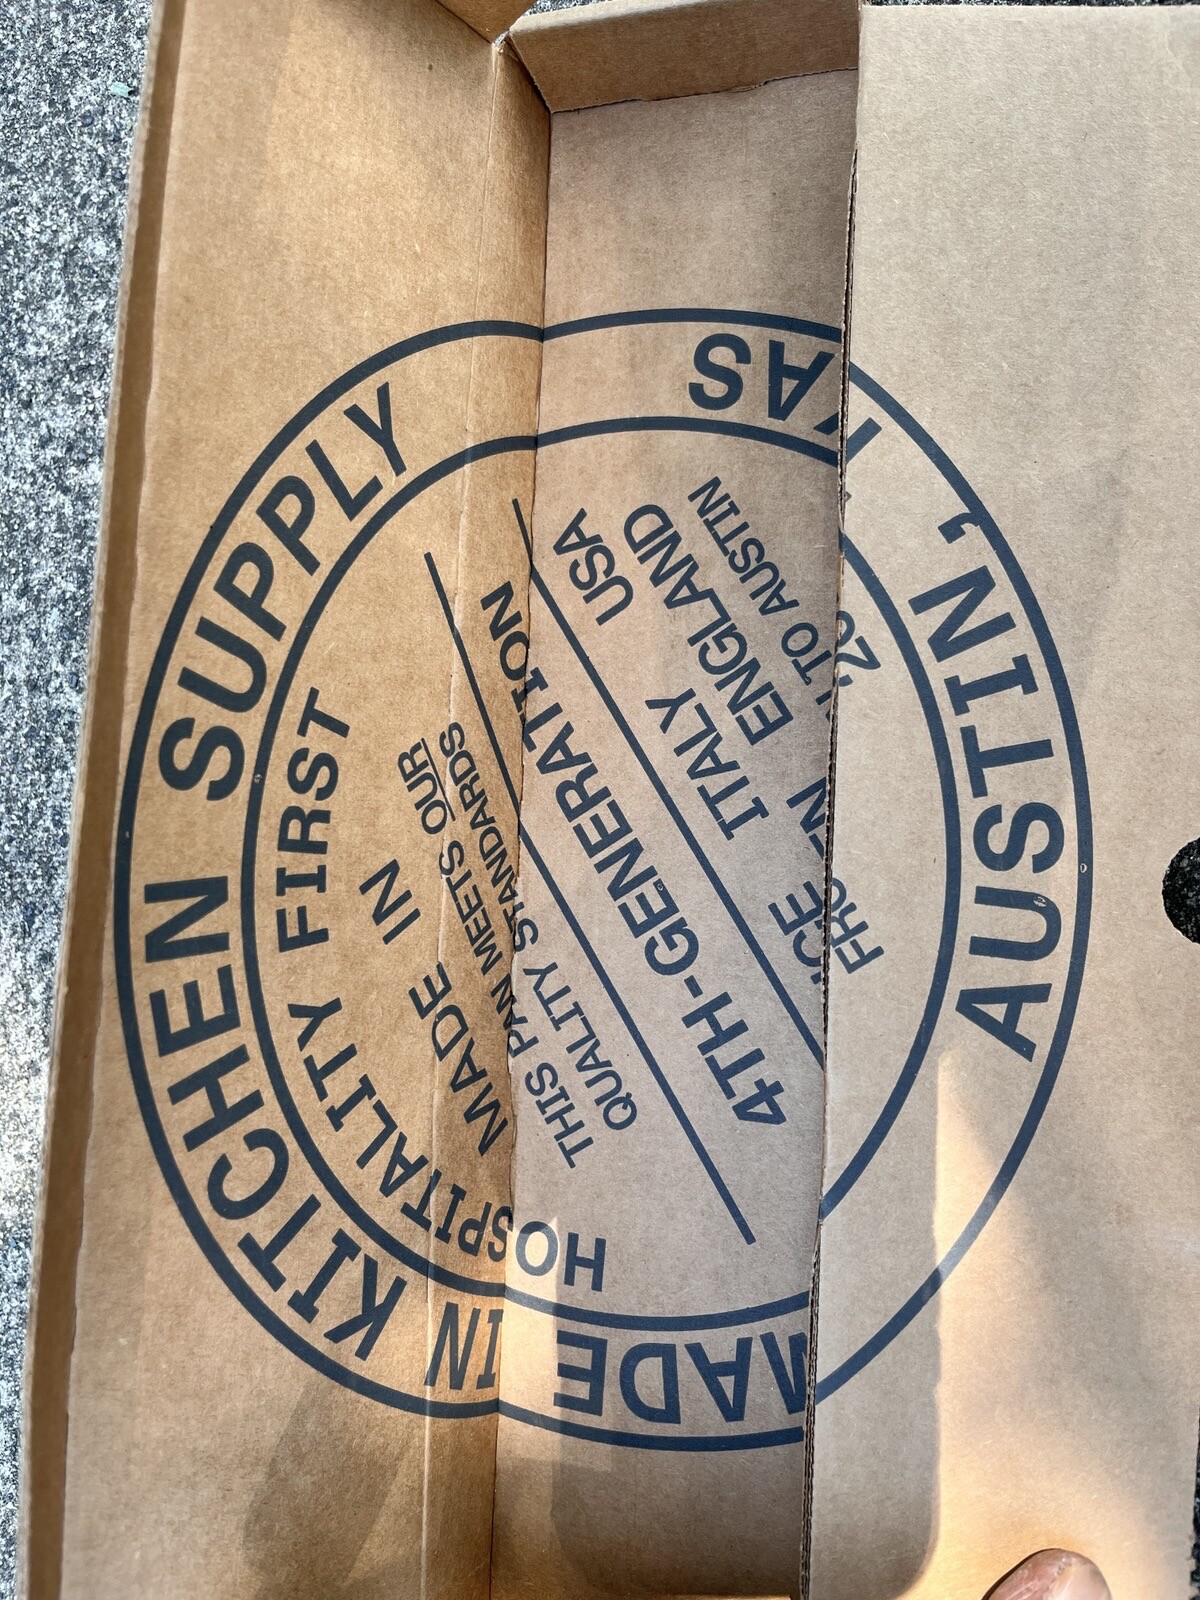 MADE IN KITCHEN SUPPLY
AUSTIN,
HOSPITALITY FIRST
MADE IN
THIS PAN MEETS OUR
QUALITY STANDARDS
4TH-GENERATION
USA
ITALY
ENGLAND
TO AUSTIN